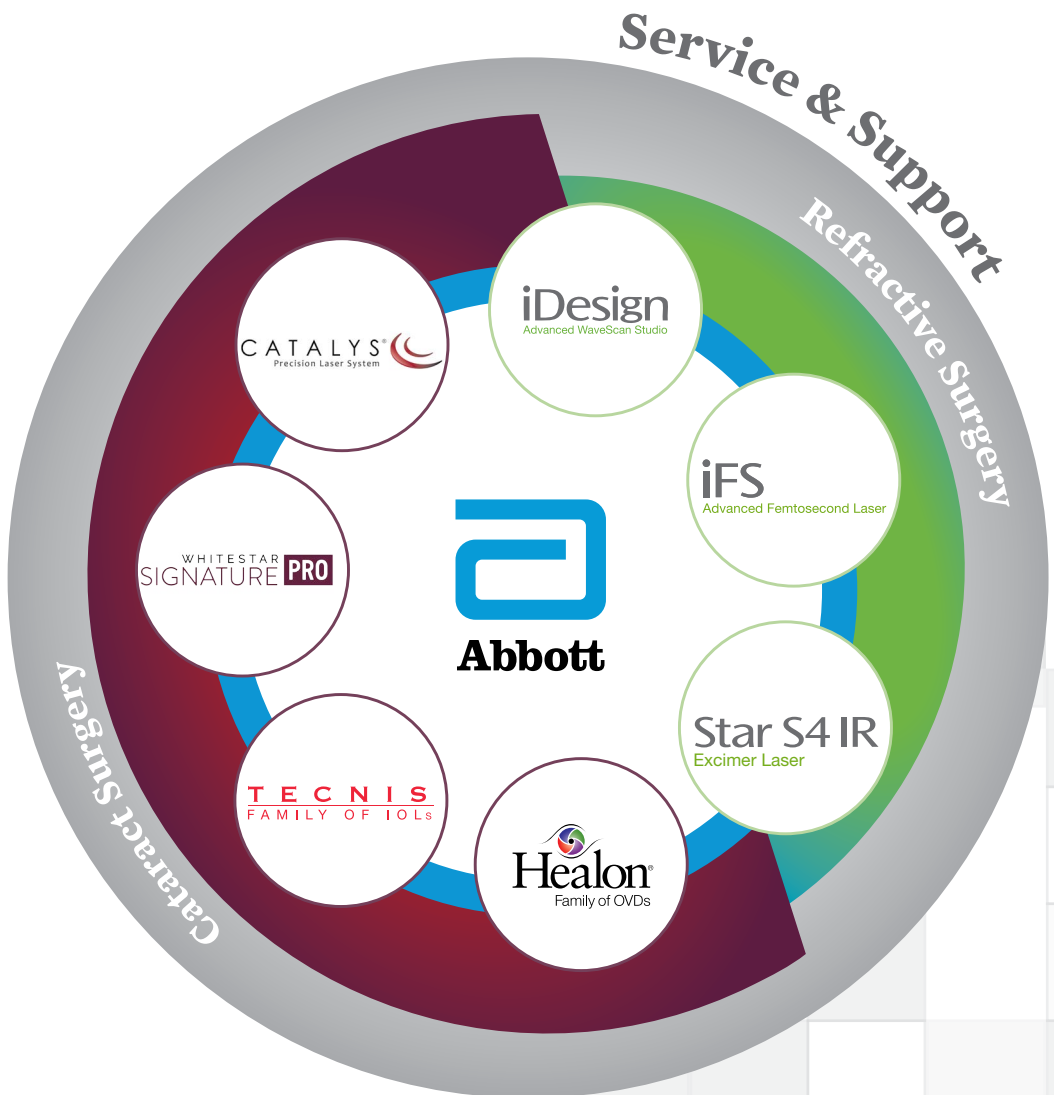 Service & Support
Refractive Surgery
iDesign
Advanced WaveScan Studio
CATALYS®
Precision Laser System
iFS
Advanced Femtosecond Laser
WHITESTAR
SIGNATURE PRO
Abbott
Star S4 IR
Excimer Laser
TECNIS
FAMILY OF IOLs
Healon®
Family of OVDs
Cataract Surgery